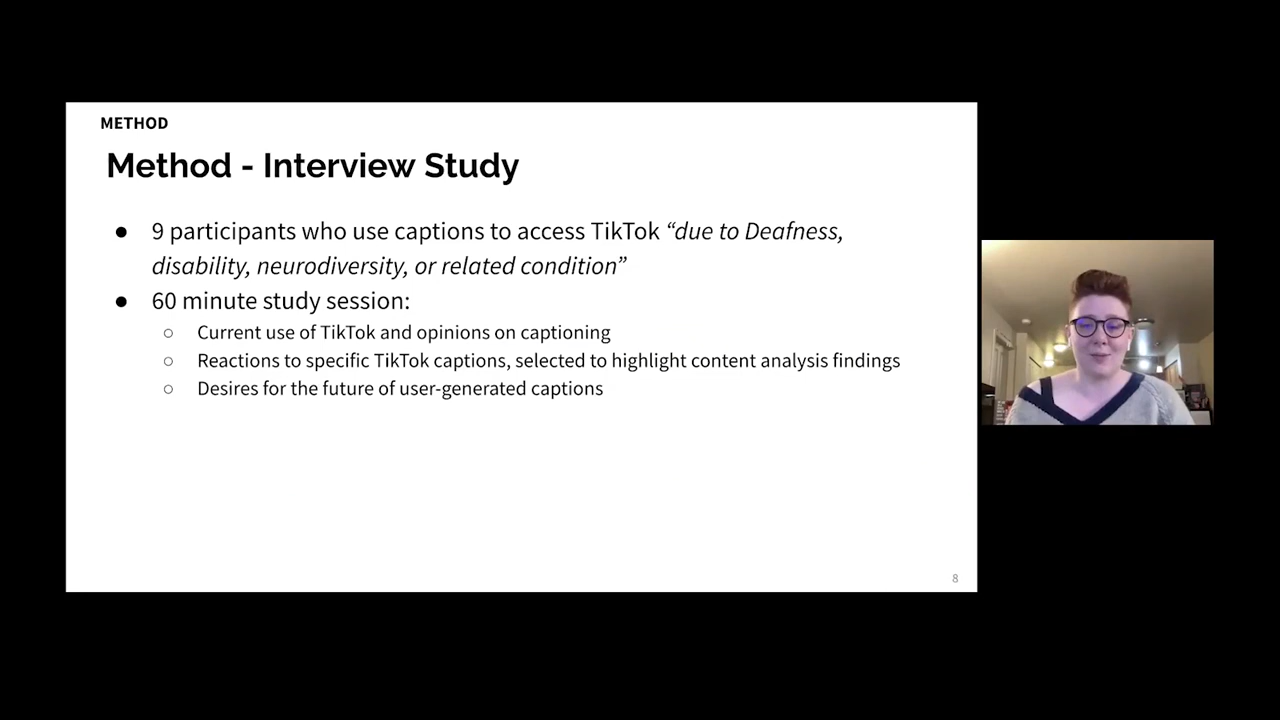 METHOD
Method - Interview Study
● 9 participants who use captions to access TikTok “due to Deafness,
disability, neurodiversity, or related condition”
● 60 minute study session:
○ Current use of TikTok and opinions on captioning
○ Reactions to specific TikTok captions, selected to highlight content analysis findings
○ Desires for the future of user-generated captions
8